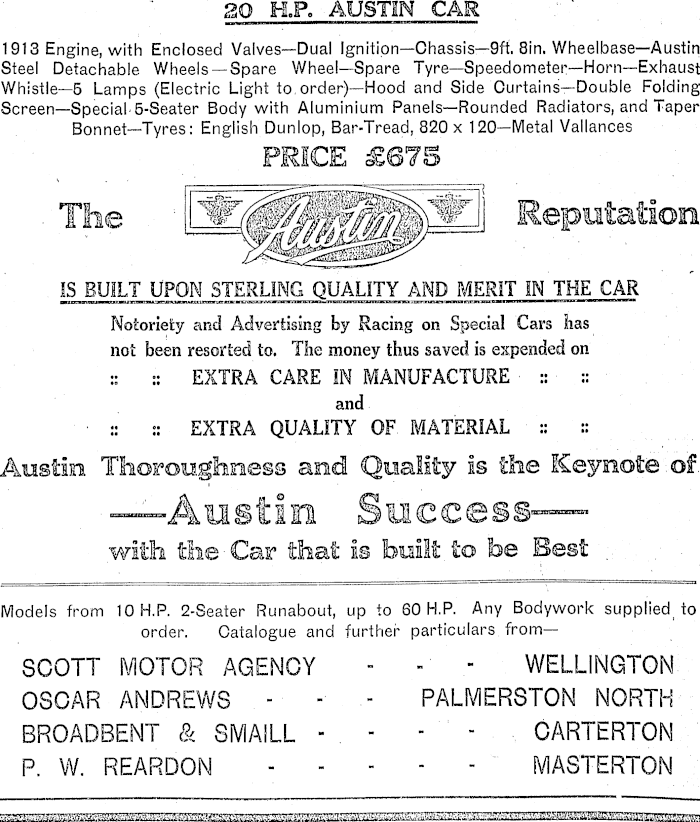 20 H.P. AUSTIN CAR
1913 Engine, with Enclosed Valves—Dual Ignition—Chassis—9ft. 8in. Wheelbase—Austin
Steel Detachable Wheels—Spare Wheel—Spare Tyre—Speedometer—Horn—Exhaust
Whistle—5 Lamps (Electric Light to order)—Hood and Side Curtains—Double Folding
Screen—Special 5-Seater Body with Aluminium Panels—Rounded Radiators, and Taper
Bonnet—Tyres: English Dunlop, Bar-Tread, 820 x 120—Metal Vallances
PRICE £675
The Austin Reputation
IS BUILT UPON STERLING QUALITY AND MERIT IN THE CAR
Notoriety and Advertising by Racing on Special Cars has
not been resorted to. The money thus saved is expended on
:: :: EXTRA CARE IN MANUFACTURE :: ::
and
:: :: EXTRA QUALITY OF MATERIAL :: ::
Austin Thoroughness and Quality is the Keynote of
—Austin Success—
with the Car that is built to be Best
Models from 10 H.P. 2-Seater Runabout, up to 60 H.P. Any Bodywork supplied to
order. Catalogue and further particulars from—
SCOTT MOTOR AGENCY - - - WELLINGTON
OSCAR ANDREWS - - - PALMERSTON NORTH
BROADBENT & SMAILL - - - - CARTERTON
P. W. REARDON - - - - - MASTERTON